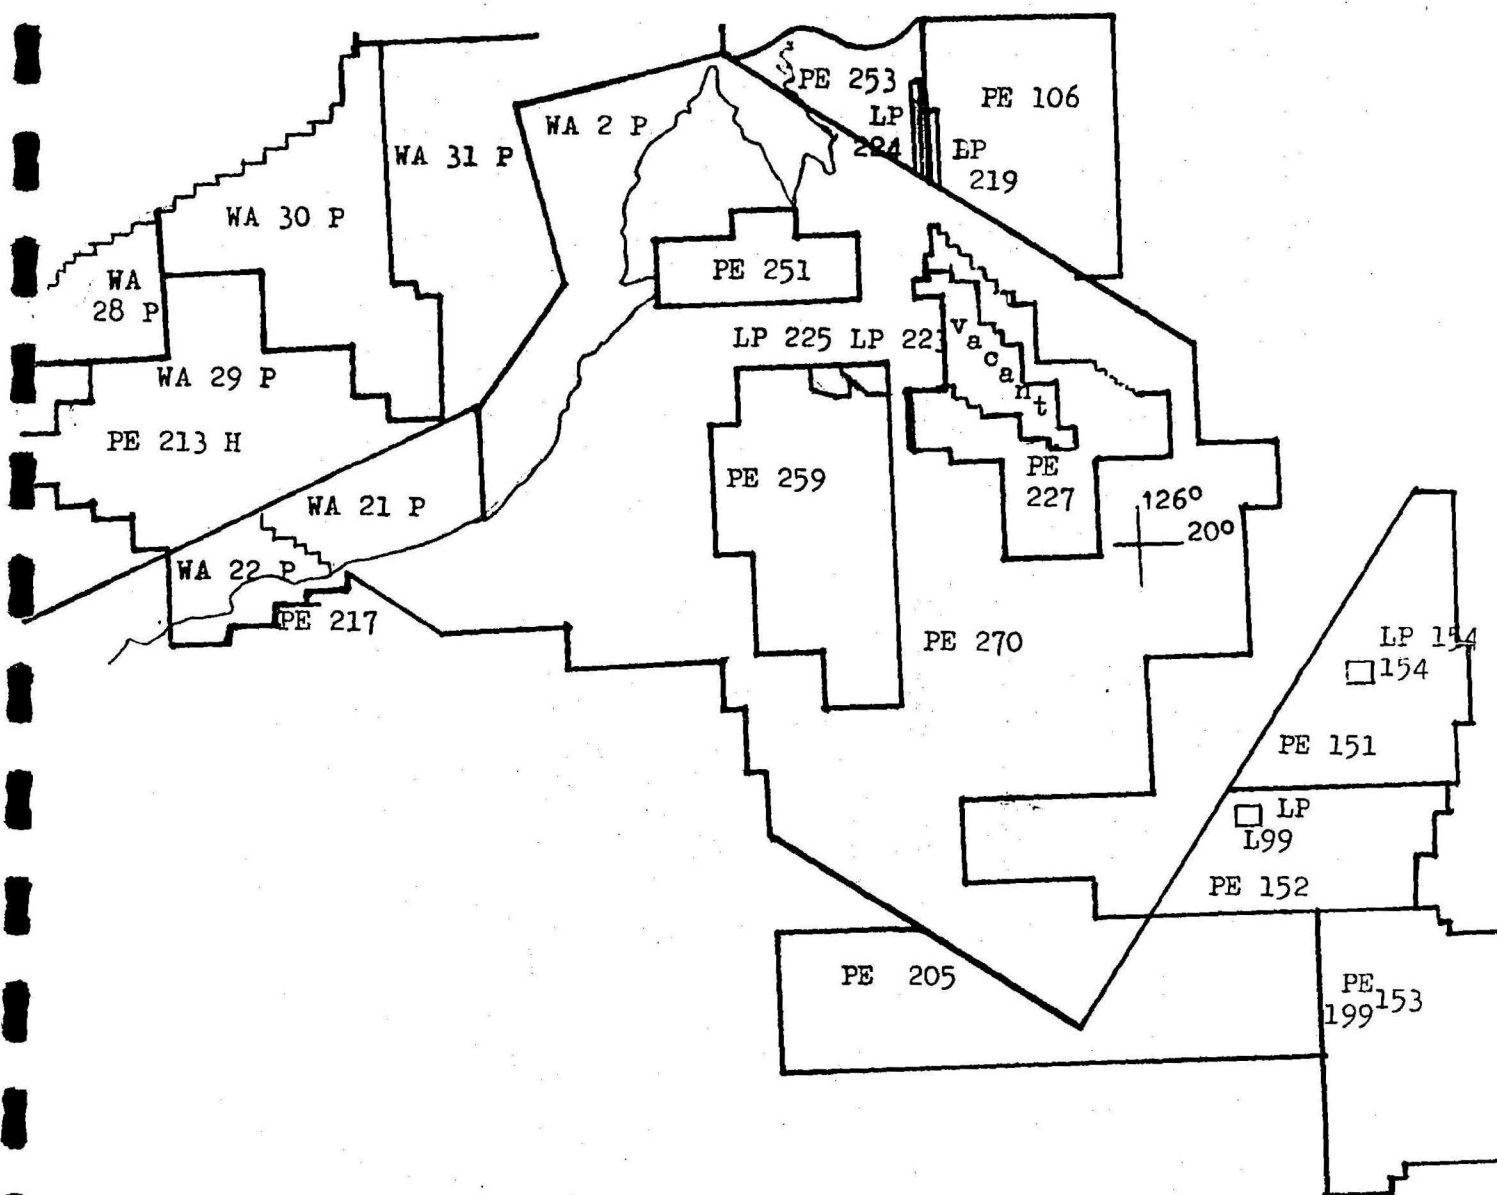 PE 253
PE 106
LP
224
WA 2 P
WA 31 P
LP
219
WA 30 P
WA
28 P
PE 251
LP 225 LP 223
vacant
WA 29 P
PE 213 H
PE 259
PE
227
126°
20°
WA 21 P
WA 22 P
PE 217
PE 270
LP 154
154
PE 151
LP
L99
PE 152
PE 205
PE
153
199